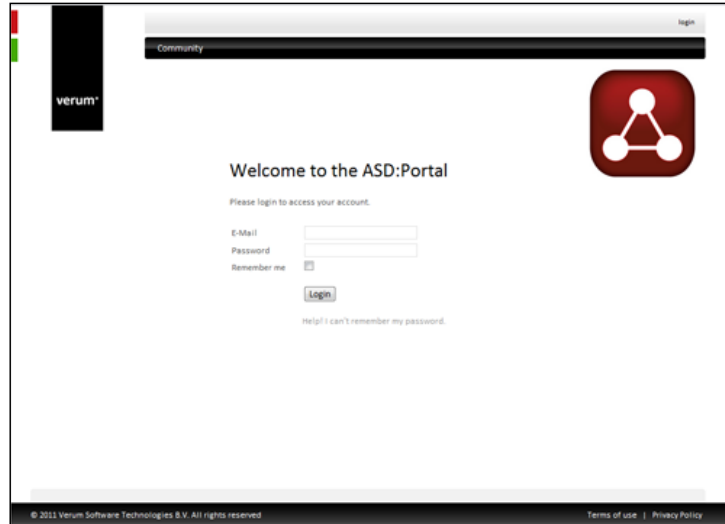 login
Community
verum
Welcome to the ASD:Portal
Please login to access your account.
E-Mail
Password
Remember me
Login
Help! I can't remember my password.
© 2011 Verum Software Technologies B.V. All rights reserved
Terms of use | Privacy Policy